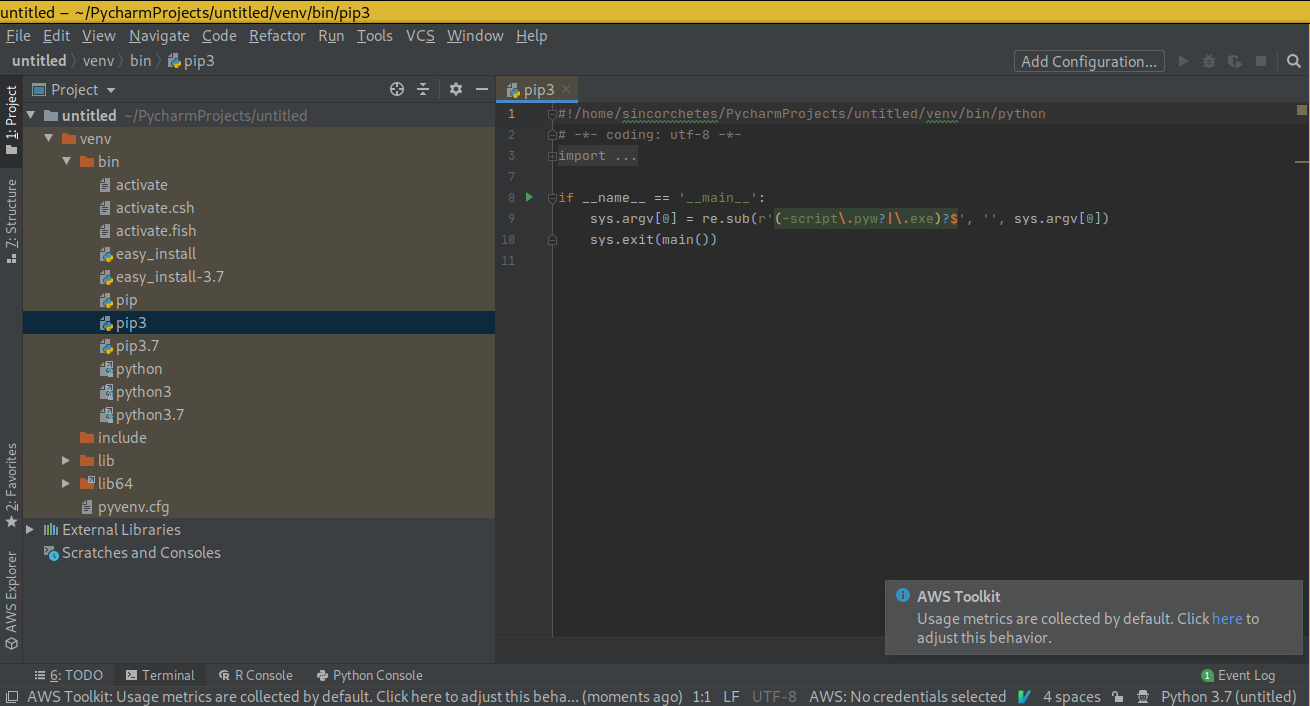 untitled – ~/PycharmProjects/untitled/venv/bin/pip3
File Edit View Navigate Code Refactor Run Tools VCS Window Help
untitled venv bin pip3
Add Configuration...
1: Project
7: Structure
2: Favorites
AWS Explorer
Project
untitled ~/PycharmProjects/untitled
venv
bin
activate
activate.csh
activate.fish
easy_install
easy_install-3.7
pip
pip3
pip3.7
python
python3
python3.7
include
lib
lib64
pyvenv.cfg
External Libraries
Scratches and Consoles
pip3
1 #!/home/sincorchetes/PycharmProjects/untitled/venv/bin/python
2 # -*- coding: utf-8 -*-
3 import ...
7
8 if __name__ == '__main__':
9 sys.argv[0] = re.sub(r'(-script\.pyw?|\.exe)?$', '', sys.argv[0])
10 sys.exit(main())
11
AWS Toolkit
Usage metrics are collected by default. Click here to
adjust this behavior.
6: TODO Terminal R Console Python Console 1 Event Log
AWS Toolkit: Usage metrics are collected by default. Click here to adjust this beha... (moments ago) 1:1 LF UTF-8 AWS: No credentials selected 4 spaces Python 3.7 (untitled)